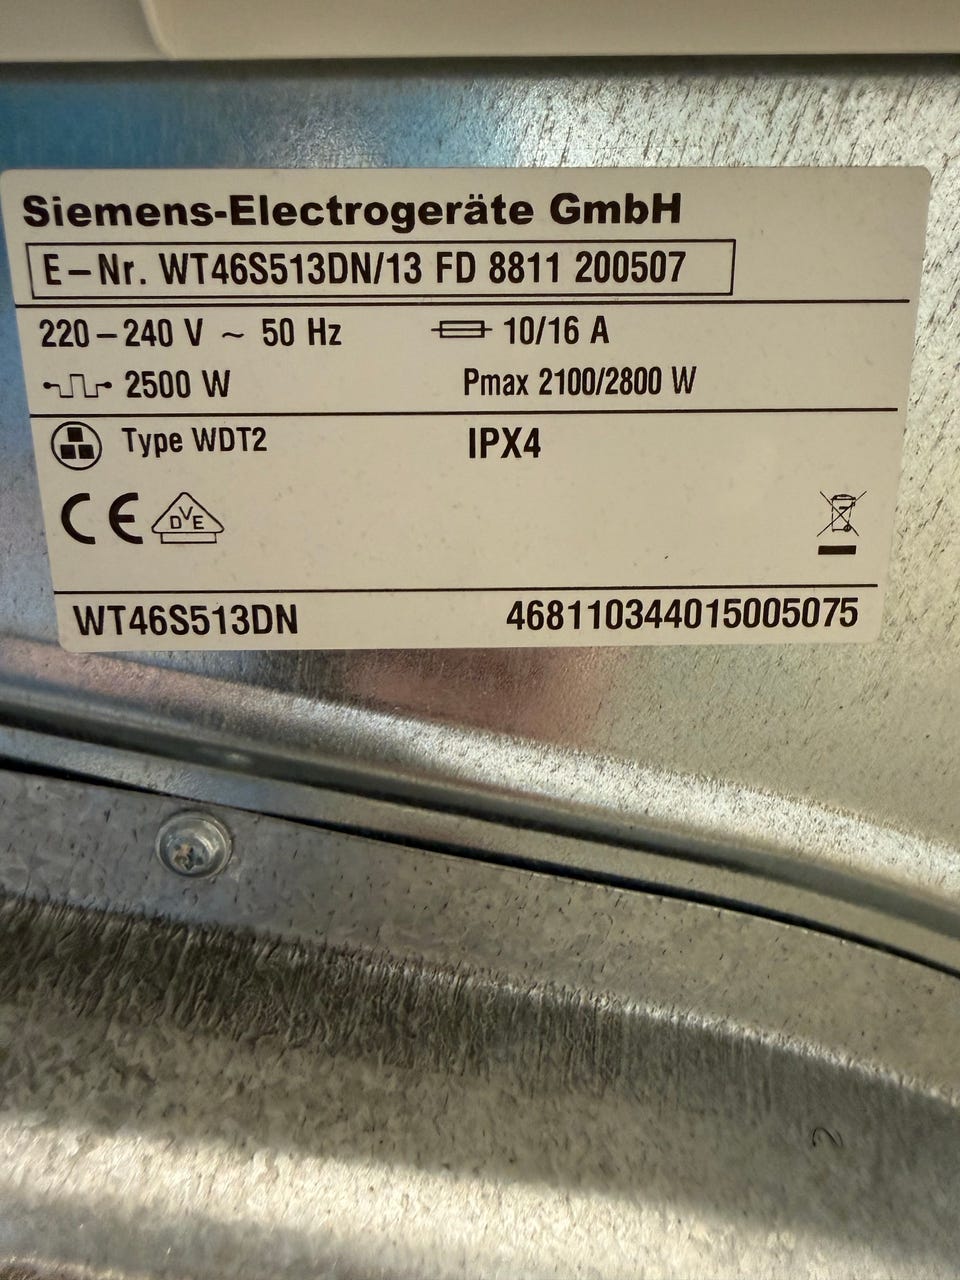 Siemens-Electrogeräte GmbH
E-Nr. WT46S513DN/13 FD 8811 200507
220-240 V ~ 50 Hz 10/16 A
2500 W Pmax 2100/2800 W
Type WDT2 IPX4
CE DVE
WT46S513DN 468110344015005075